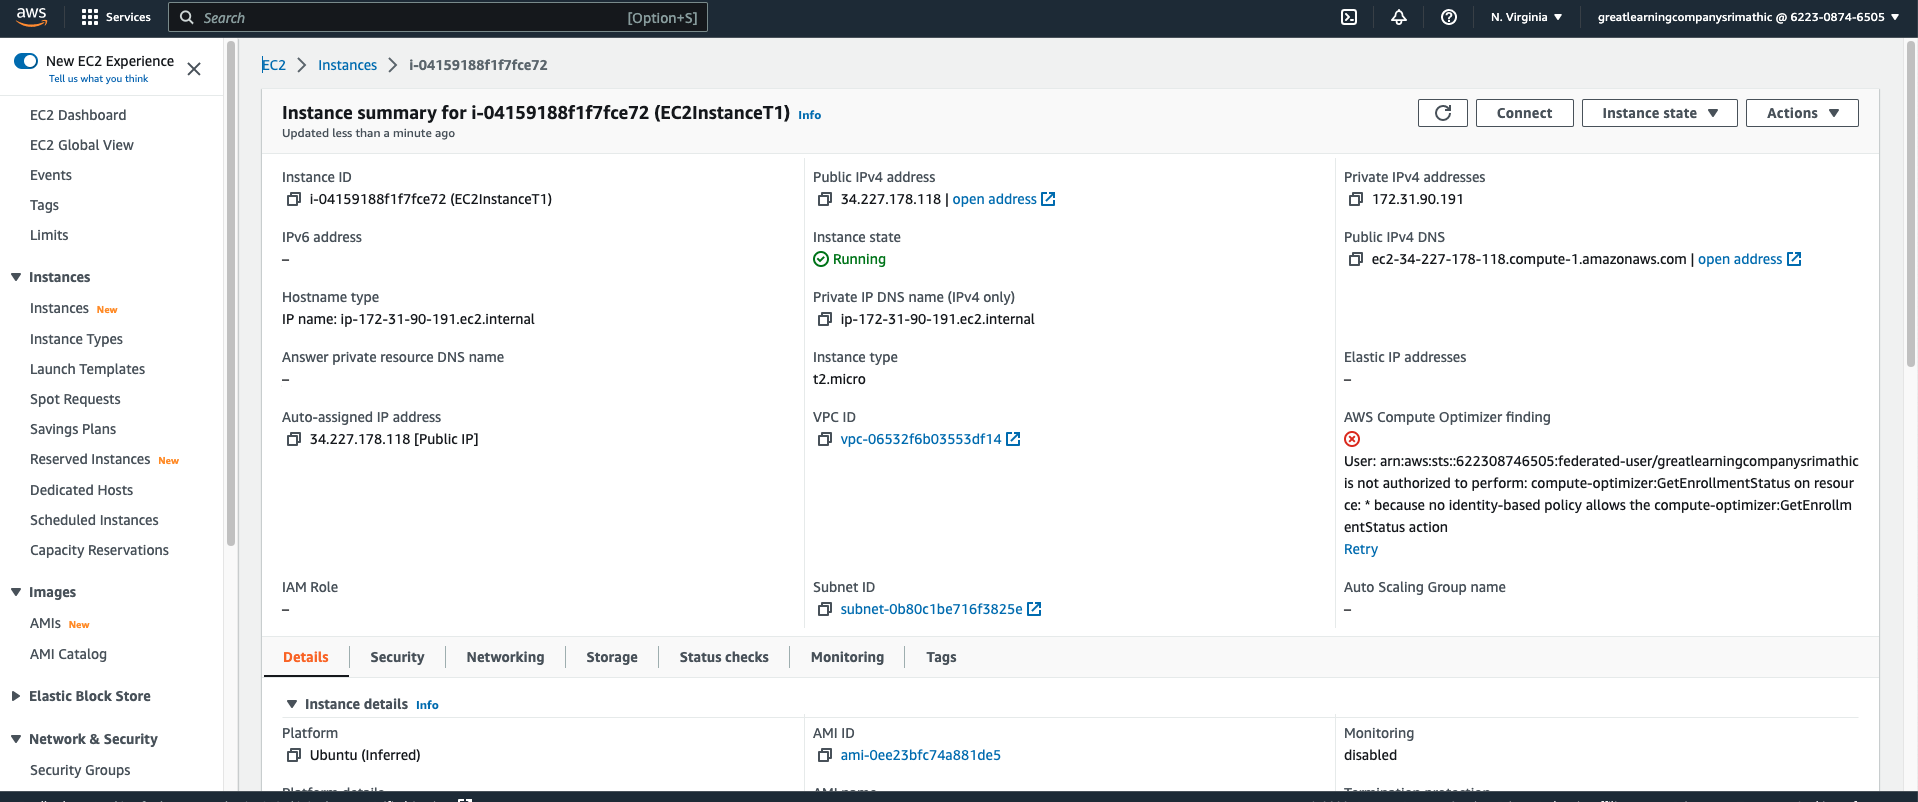 aws
Services
Search
[Option+S]
N. Virginia
greatlearningcompanysrimathic @ 6223-0874-6505
New EC2 Experience
Tell us what you think
EC2 Dashboard
EC2 Global View
Events
Tags
Limits
Instances
Instances New
Instance Types
Launch Templates
Spot Requests
Savings Plans
Reserved Instances New
Dedicated Hosts
Scheduled Instances
Capacity Reservations
Images
AMIs New
AMI Catalog
Elastic Block Store
Network & Security
Security Groups
EC2 > Instances > i-04159188f1f7fce72
Instance summary for i-04159188f1f7fce72 (EC2InstanceT1) Info
Updated less than a minute ago
Connect
Instance state
Actions
Instance ID
i-04159188f1f7fce72 (EC2InstanceT1)
Public IPv4 address
34.227.178.118 | open address
Private IPv4 addresses
172.31.90.191
IPv6 address
–
Instance state
Running
Public IPv4 DNS
ec2-34-227-178-118.compute-1.amazonaws.com | open address
Hostname type
IP name: ip-172-31-90-191.ec2.internal
Private IP DNS name (IPv4 only)
ip-172-31-90-191.ec2.internal
Answer private resource DNS name
–
Instance type
t2.micro
Elastic IP addresses
–
Auto-assigned IP address
34.227.178.118 [Public IP]
VPC ID
vpc-06532f6b03553df14
AWS Compute Optimizer finding
User: arn:aws:sts::622308746505:federated-user/greatlearningcompanysrimathic
is not authorized to perform: compute-optimizer:GetEnrollmentStatus on resour
ce: * because no identity-based policy allows the compute-optimizer:GetEnrollm
entStatus action
Retry
IAM Role
–
Subnet ID
subnet-0b80c1be716f3825e
Auto Scaling Group name
–
Details
Security
Networking
Storage
Status checks
Monitoring
Tags
Instance details Info
Platform
Ubuntu (Inferred)
AMI ID
ami-0ee23bfc74a881de5
Monitoring
disabled
Platform details
AMI name
Termination protection